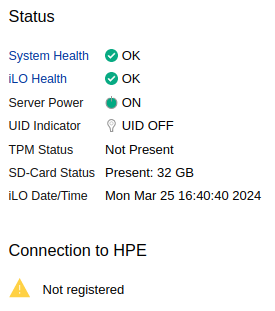 Status
System Health OK
iLO Health OK
Server Power ON
UID Indicator UID OFF
TPM Status Not Present
SD-Card Status Present: 32 GB
iLO Date/Time Mon Mar 25 16:40:40 2024
Connection to HPE
Not registered